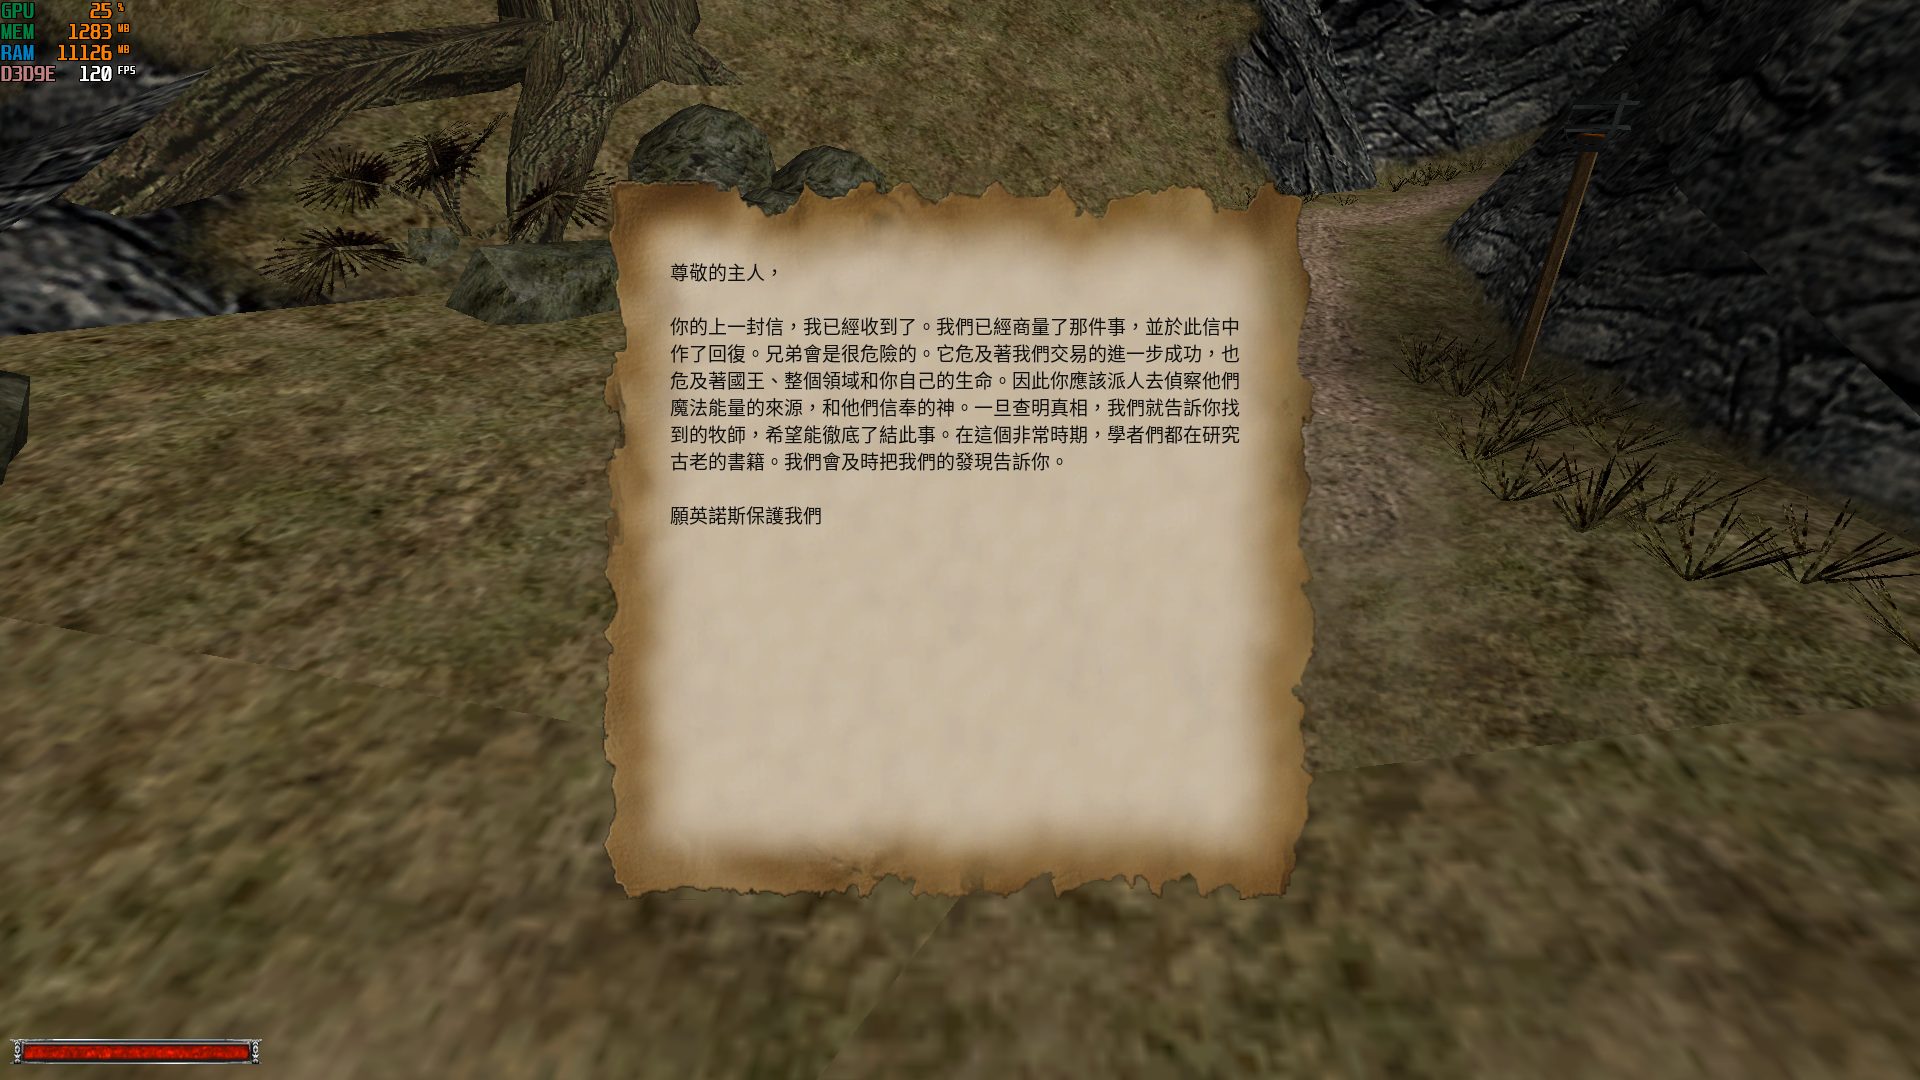 GPU 25 %
MEM 1283 MB
RAM 11126 MB
D3D9E 120 FPS
尊敬的主人，
你的上一封信，我已經收到了。我們已經商量了那件事，並於此信中
作了回復。兄弟會是很危險的。它危及著我們交易的進一步成功，也
危及著國王、整個領域和你自己的生命。因此你應該派人去偵察他們
魔法能量的來源，和他們信奉的神。一旦查明真相，我們就告訴你找
到的牧師，希望能徹底了結此事。在這個非常時期，學者們都在研究
古老的書籍。我們會及時把我們的發現告訴你。
願英諾斯保護我們